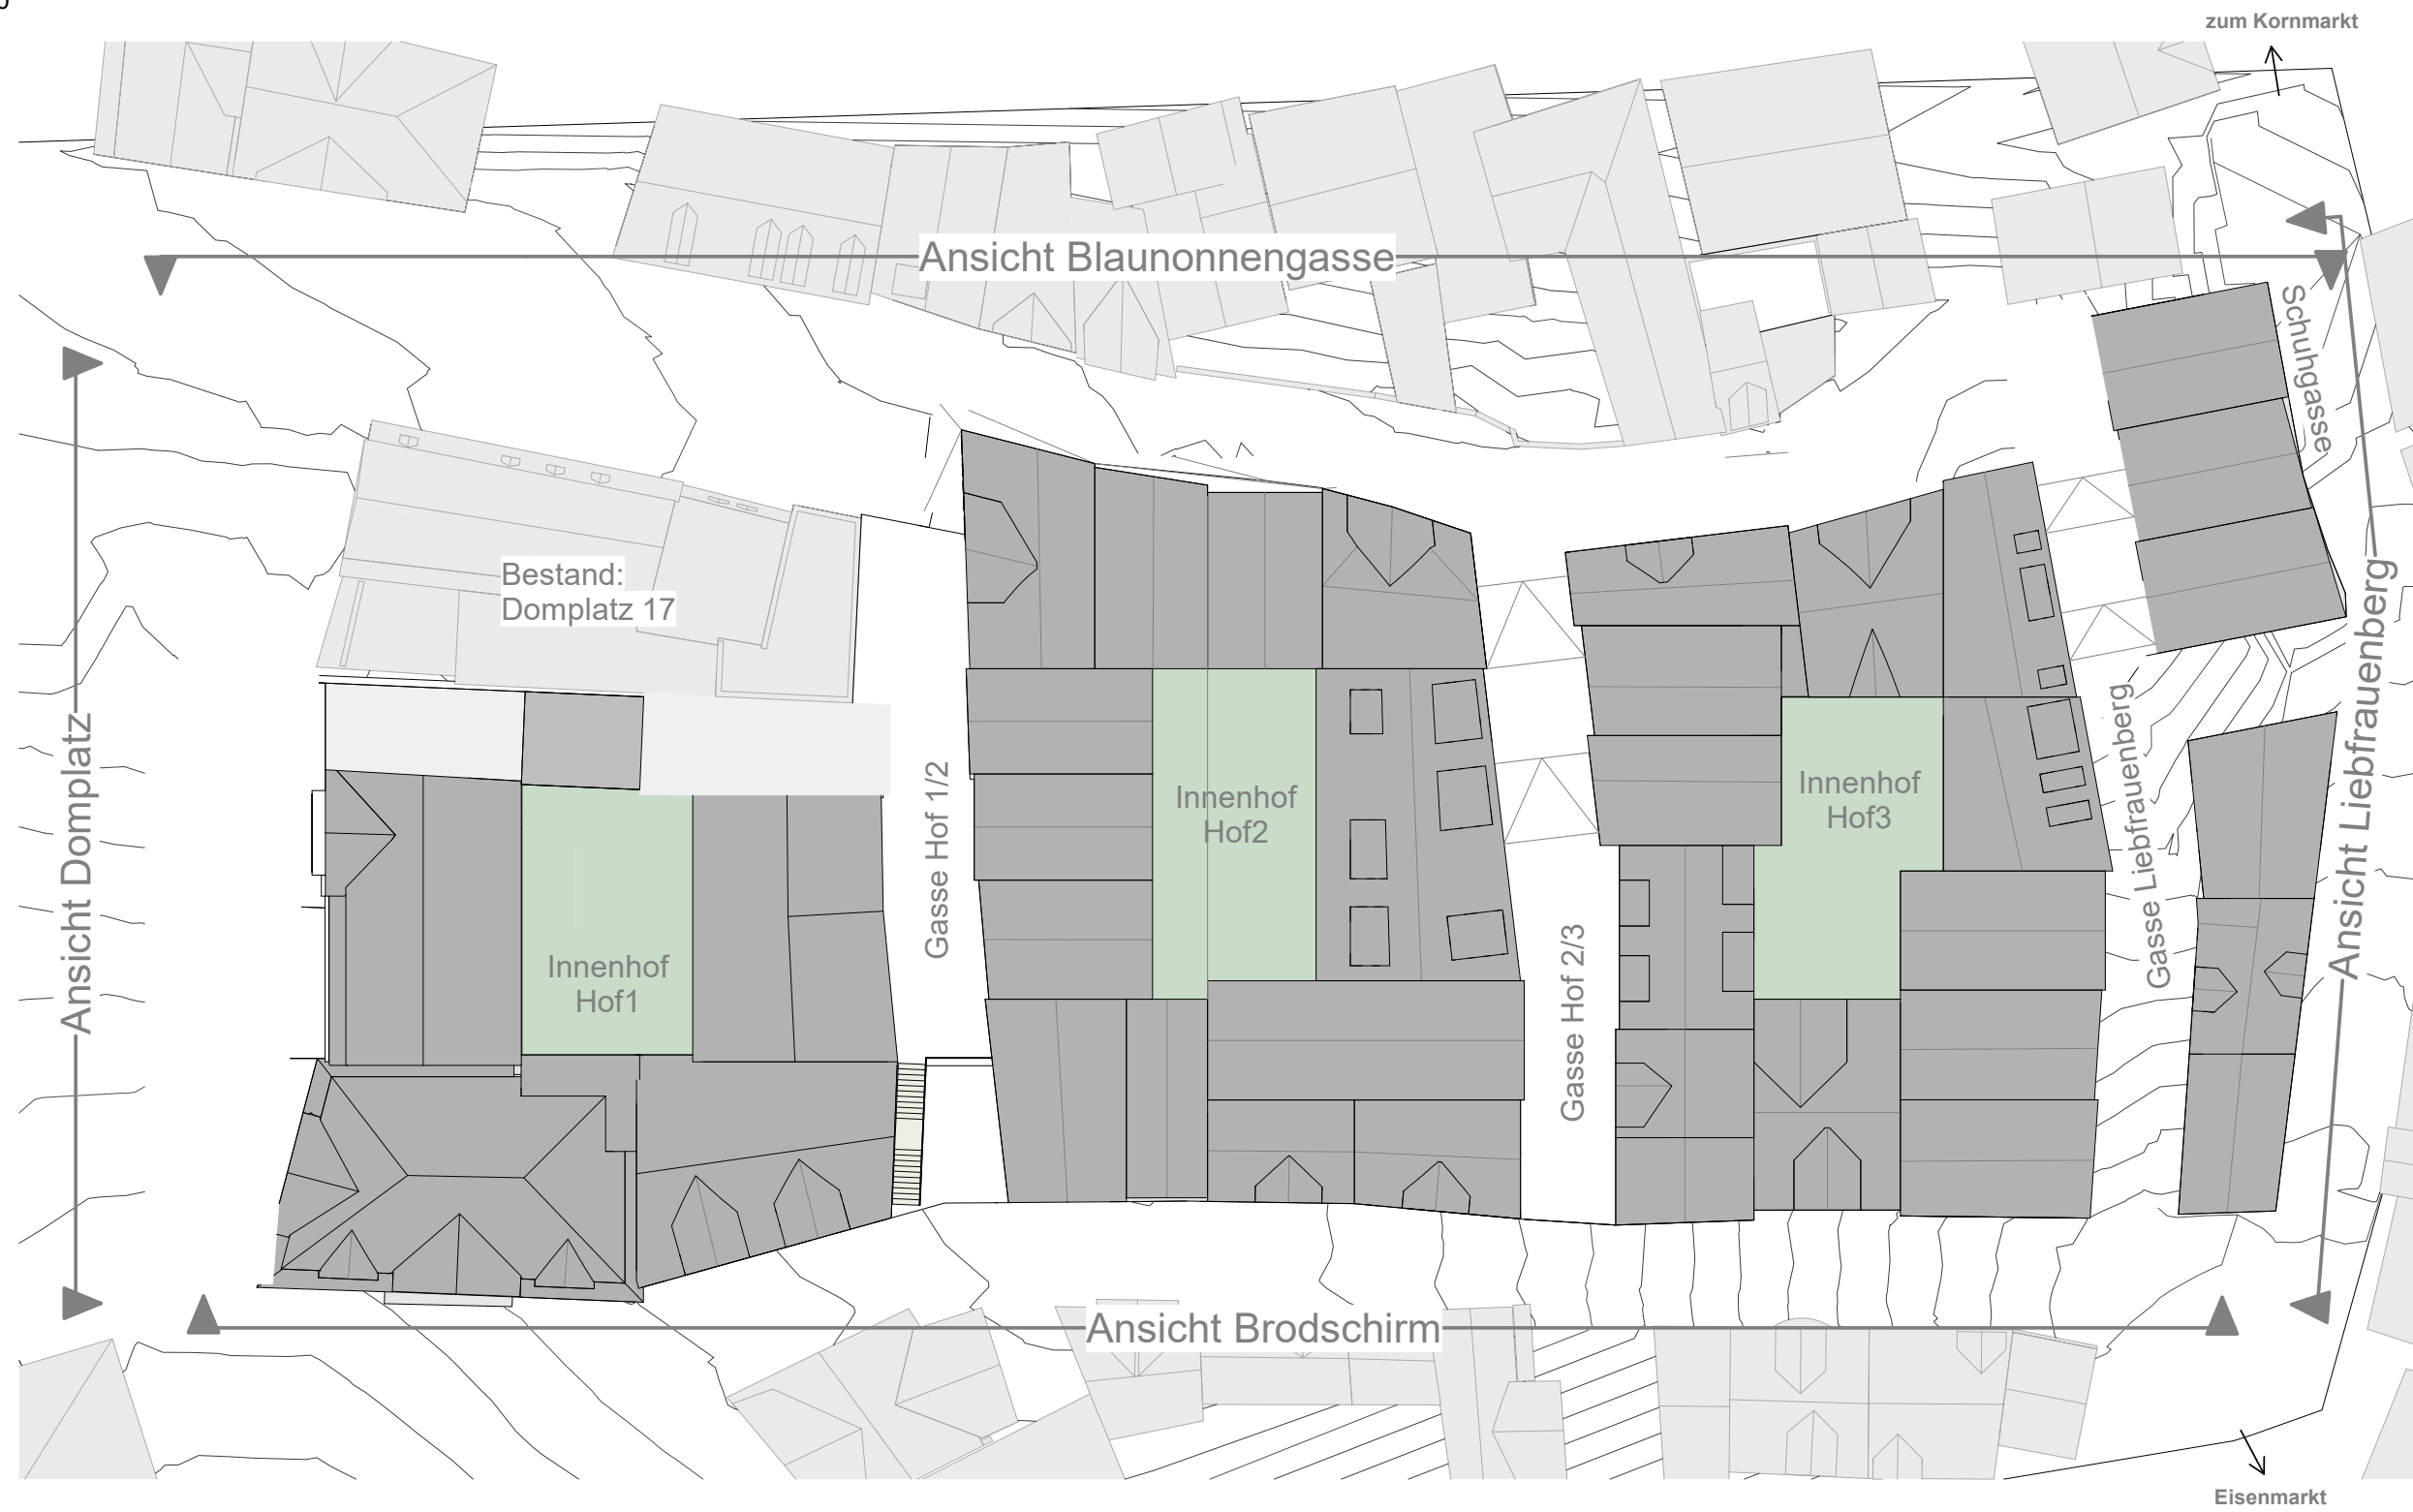 zum Kornmarkt
Ansicht Blaunonnengasse
Schuhgasse
Bestand:
Domplatz 17
Ansicht Domplatz
Ansicht Liebfrauenberg
Gasse Liebfrauenberg
Gasse Hof 1/2
Innenhof
Hof2
Innenhof
Hof3
Innenhof
Hof1
Gasse Hof 2/3
Ansicht Brodschirm
Eisenmarkt